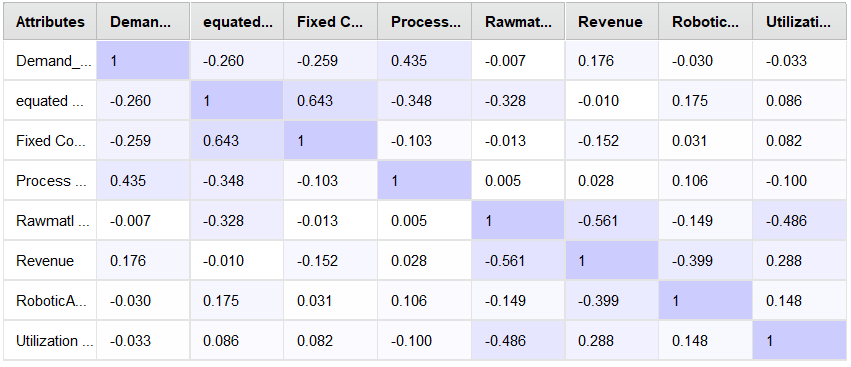 Attributes Deman... equated... Fixed C... Process... Rawmat... Revenue Robotic... Utilizati...
Demand_... 1 -0.260 -0.259 0.435 -0.007 0.176 -0.030 -0.033
equated ... -0.260 1 0.643 -0.348 -0.328 -0.010 0.175 0.086
Fixed Co... -0.259 0.643 1 -0.103 -0.013 -0.152 0.031 0.082
Process ... 0.435 -0.348 -0.103 1 0.005 0.028 0.106 -0.100
Rawmatl ... -0.007 -0.328 -0.013 0.005 1 -0.561 -0.149 -0.486
Revenue 0.176 -0.010 -0.152 0.028 -0.561 1 -0.399 0.288
RoboticA... -0.030 0.175 0.031 0.106 -0.149 -0.399 1 0.148
Utilization ... -0.033 0.086 0.082 -0.100 -0.486 0.288 0.148 1